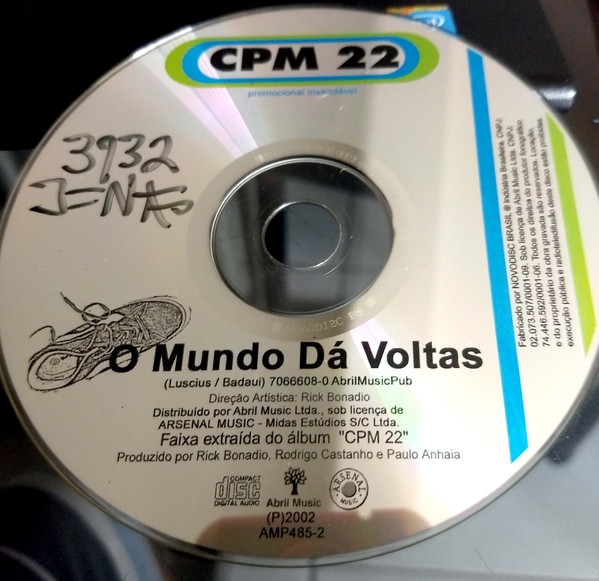 CPM 22
promocional invendável
3932
O Mundo Dá Voltas
(Luscius / Badaui) 7066608-0 AbrilMusicPub
Direção Artística: Rick Bonadio
Distribuído por Abril Music Ltda., sob licença de
ARSENAL MUSIC - Midas Estúdios S/C Ltda.
Faixa extraída do álbum "CPM 22"
Produzido por Rick Bonadio, Rodrigo Castanho e Paulo Anhaia
COMPACT
disc
DIGITAL AUDIO
Abril Music
ARSENAL
MUSIC
(P)2002
AMP485-2
Fabricado por NOVODISC BRASIL ® Indústria Brasileira. CNPJ:
02.073.507/0001-09. Sob licença de Abril Music Ltda. CNPJ:
74.446.592/0001-06. Todos os direitos do produtor fonográfico
e do proprietário da obra gravada são reservados. Locação,
execução pública e radioteledifusão deste disco estão proibidas.